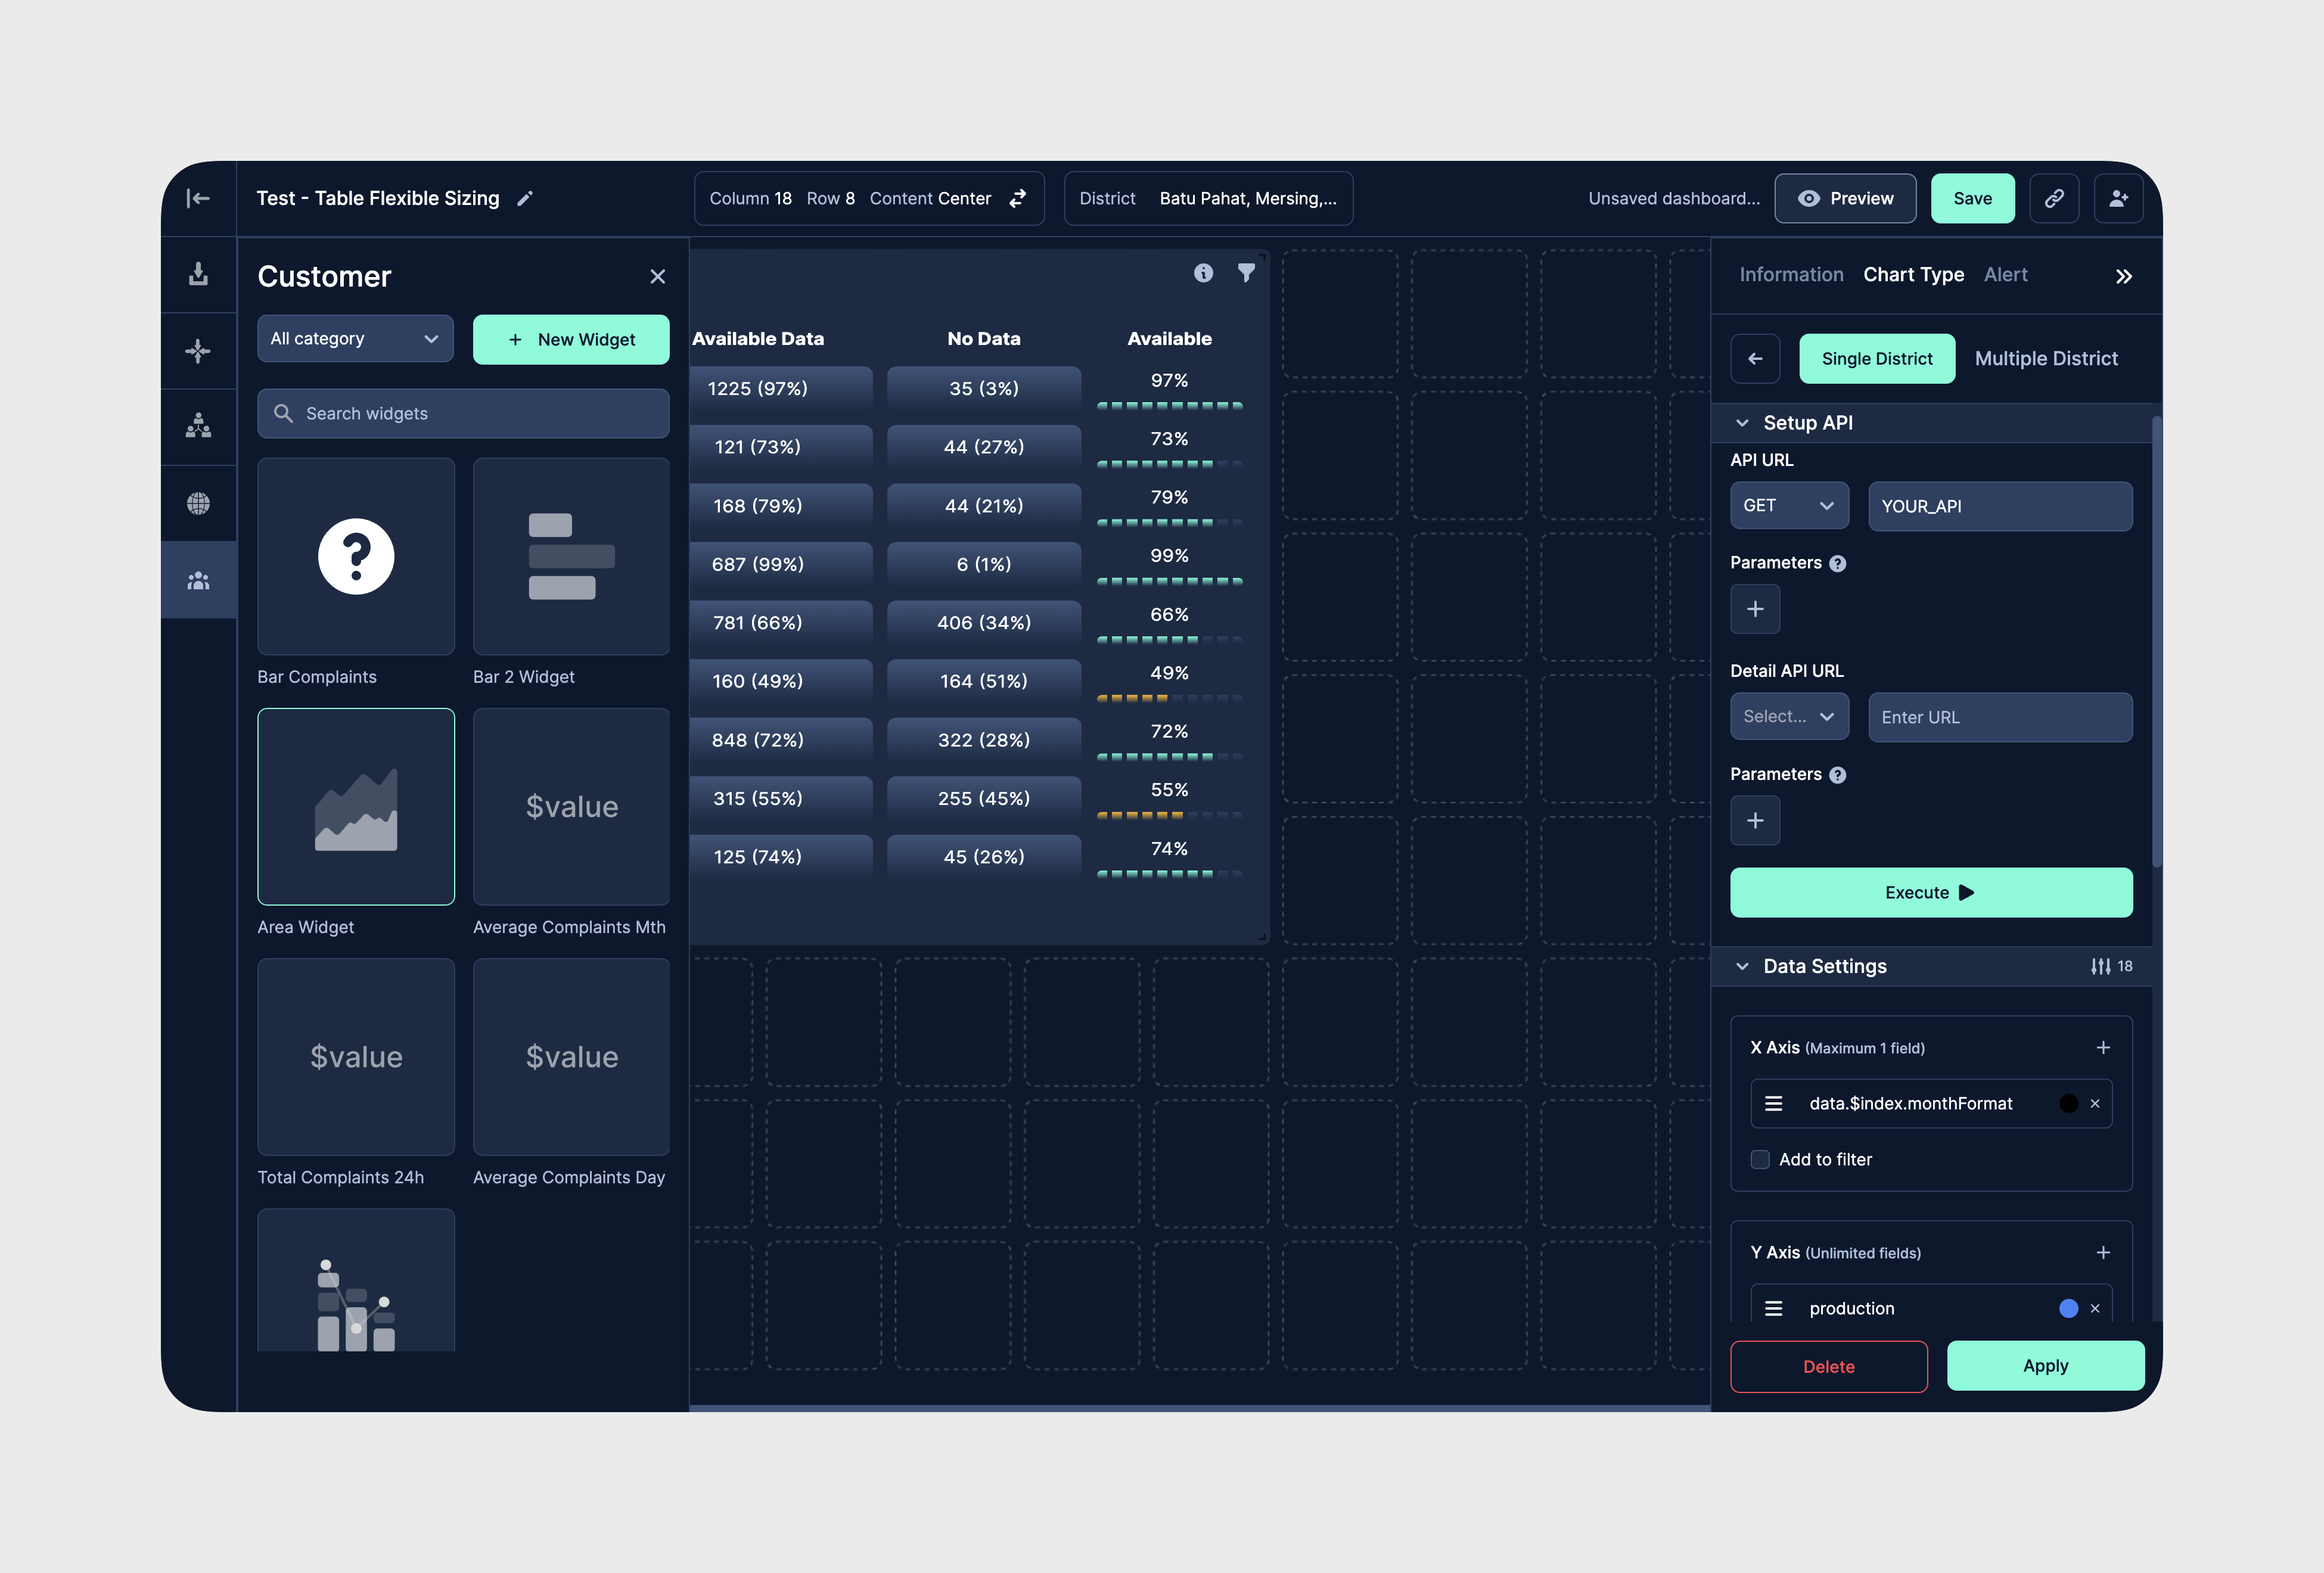 Test - Table Flexible Sizing
Column 18 Row 8 Content Center
District Batu Pahat, Mersing,...
Unsaved dashboard...
Preview
Save
Customer
All category
+ New Widget
Search widgets
?
Bar Complaints
Bar 2 Widget
Area Widget
$value
Average Complaints Mth
$value
Total Complaints 24h
$value
Average Complaints Day
Available Data No Data Available
1225 (97%) 35 (3%) 97%
121 (73%) 44 (27%) 73%
168 (79%) 44 (21%) 79%
687 (99%) 6 (1%) 99%
781 (66%) 406 (34%) 66%
160 (49%) 164 (51%) 49%
848 (72%) 322 (28%) 72%
315 (55%) 255 (45%) 55%
125 (74%) 45 (26%) 74%
Information Chart Type Alert
Single District Multiple District
Setup API
API URL
GET YOUR_API
Parameters ?
+
Detail API URL
Select... Enter URL
Parameters ?
+
Execute
Data Settings 18
X Axis (Maximum 1 field) +
data.$index.monthFormat ×
Add to filter
Y Axis (Unlimited fields) +
production ×
Delete Apply